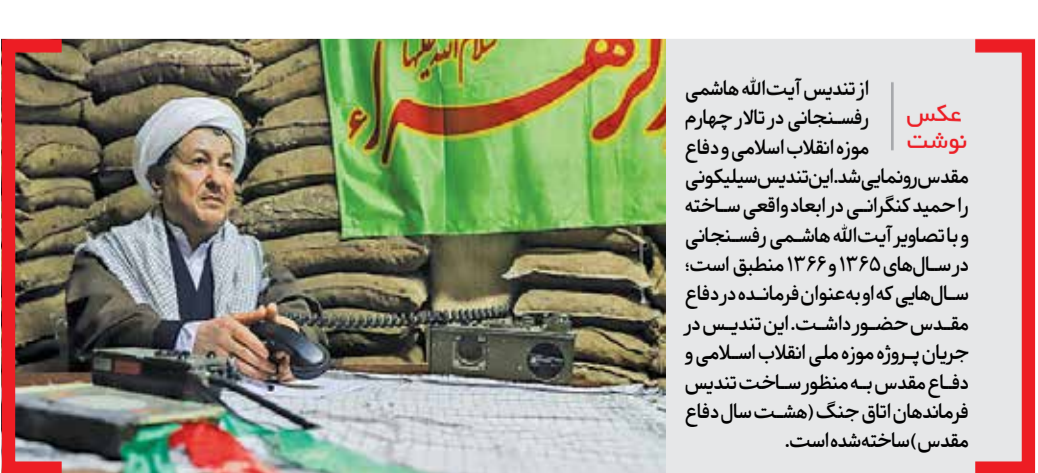 سلام الله علیها
زهراء
عکس
نوشت
از تندیس آیت‌الله هاشمی
رفسنجانی در تالار چهارم
موزه انقلاب اسلامی و دفاع
مقدس رونمایی شد. این تندیس سیلیکونی
را حمید کنگرانی در ابعاد واقعی ساخته
و با تصاویر آیت‌الله هاشمی رفسنجانی
در سال‌های ۱۳۶۵ و ۱۳۶۶ منطبق است؛
سال‌هایی که او به‌عنوان فرمانده در دفاع
مقدس حضور داشت. این تندیس در
جریان پروژه موزه ملی انقلاب اسلامی و
دفاع مقدس به منظور ساخت تندیس
فرماندهان اتاق جنگ (هشت سال دفاع
مقدس) ساخته شده است.